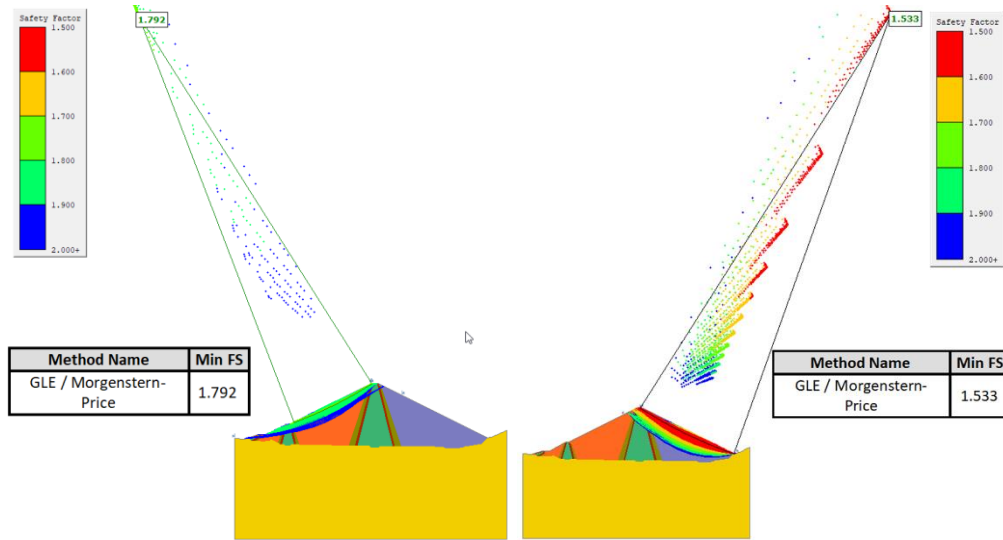 Safety Factor
1.500
1.600
1.700
1.800
1.900
2.000+
1.792
Method Name Min FS
GLE / Morgenstern-
Price
1.792
1.533
Safety Factor
1.500
1.600
1.700
1.800
1.900
2.000+
Method Name Min FS
GLE / Morgenstern-
Price
1.533